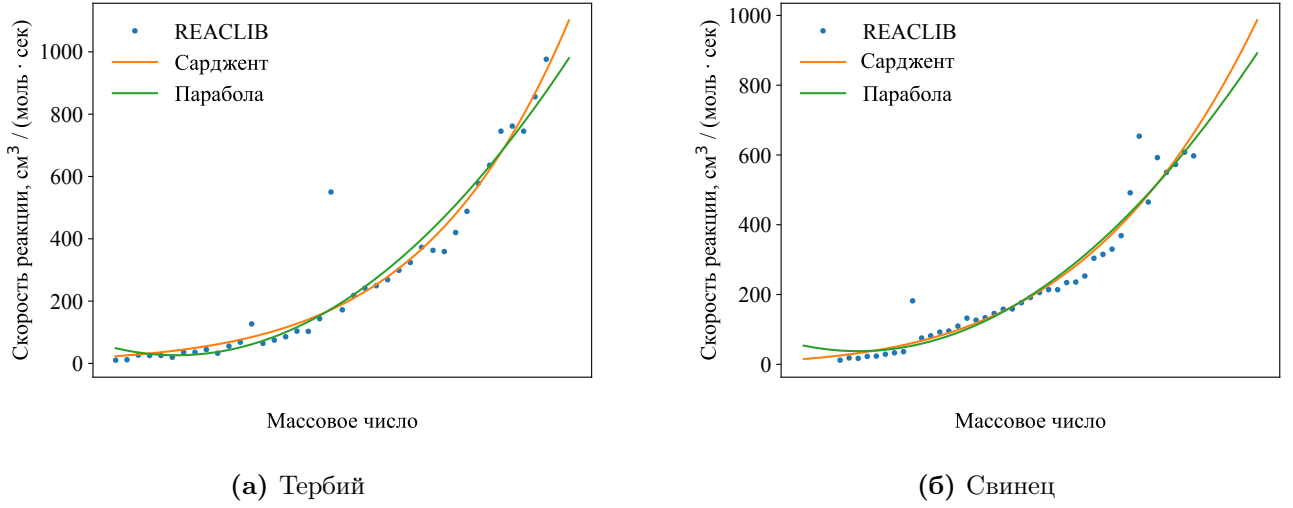 Скорость реакции, см³ / (моль · сек)
1000
800
600
400
200
0
REACLIB
Сарджент
Парабола
Массовое число
(а) Тербий
Скорость реакции, см³ / (моль · сек)
1000
800
600
400
200
0
REACLIB
Сарджент
Парабола
Массовое число
(б) Свинец